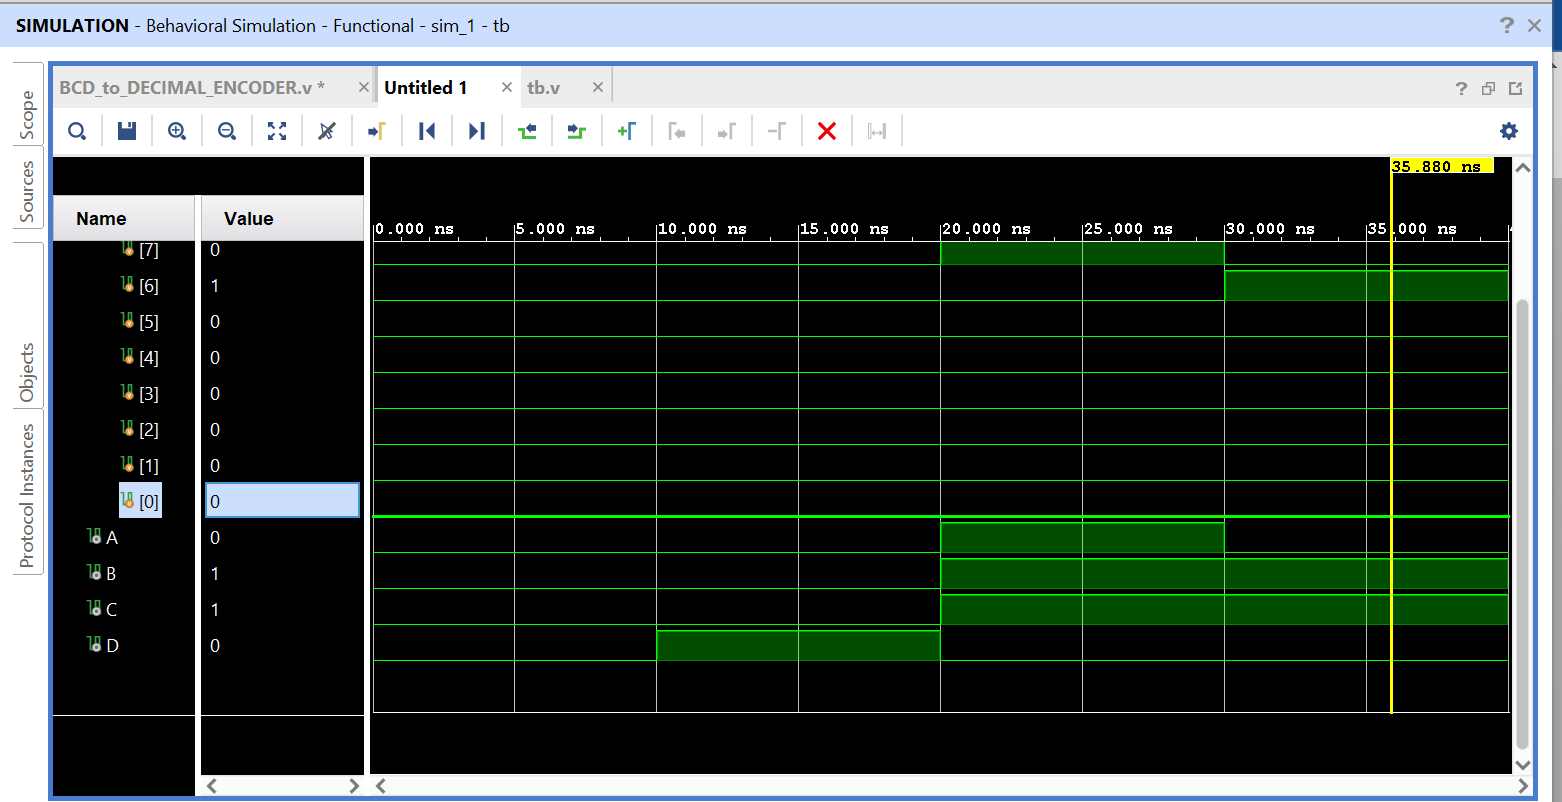 SIMULATION - Behavioral Simulation - Functional - sim_1 - tb
? ×
Scope
Sources
Objects
Protocol Instances
BCD_to_DECIMAL_ENCODER.v * ×
Untitled 1 ×
tb.v ×
?
35.880 ns
Name Value
0.000 ns 5.000 ns 10.000 ns 15.000 ns 20.000 ns 25.000 ns 30.000 ns 35.000 ns
[7] 0
[6] 1
[5] 0
[4] 0
[3] 0
[2] 0
[1] 0
[0] 0
A 0
B 1
C 1
D 0